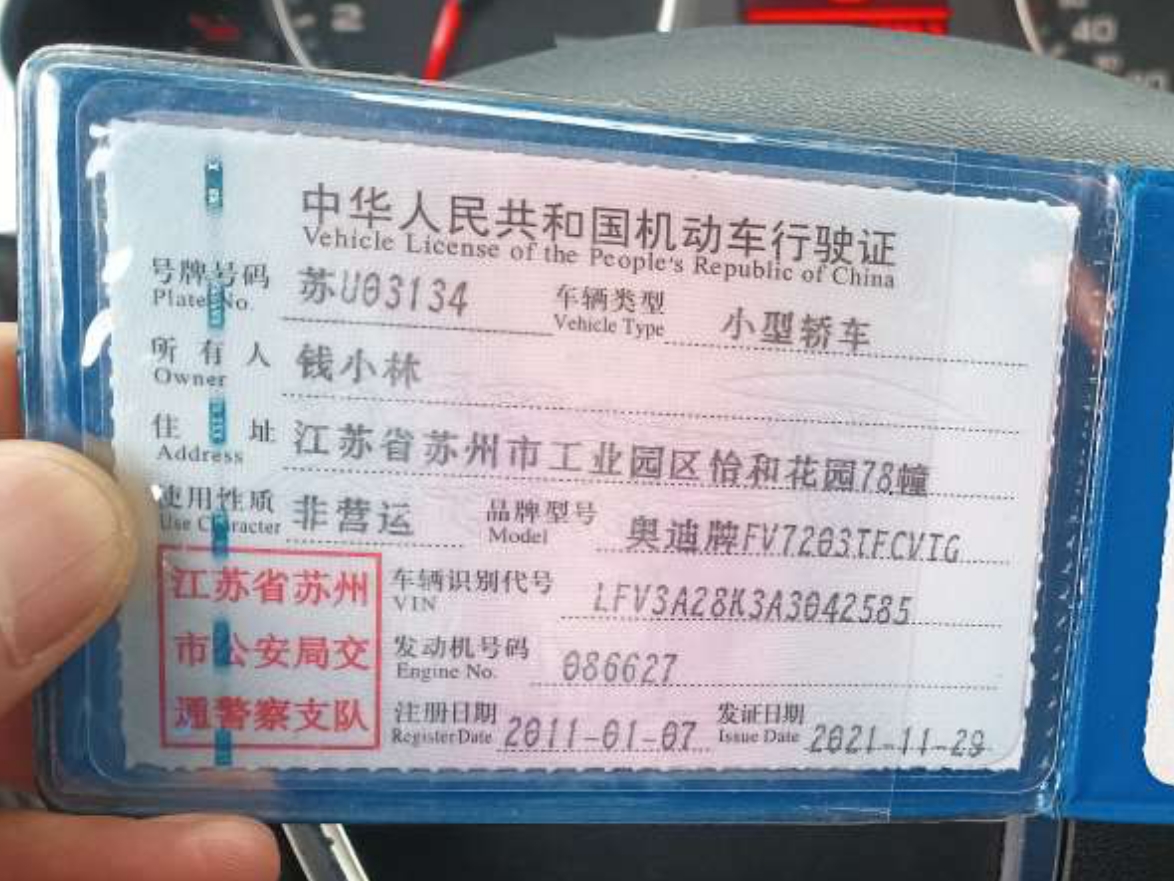 2
40
中华人民共和国机动车行驶证
Vehicle License of the People's Republic of China
号牌号码 苏U03134 车辆类型 小型轿车
Plate No. Vehicle Type
所有人 钱小林
Owner
住址 江苏省苏州市工业园区怡和花园78幢
Address
使用性质 非营运 品牌型号 奥迪牌FV7203TFCVTG
Use Character Model
江苏省苏州
市公安局交
通警察支队
车辆识别代号 LFV3A28K3A3042585
VIN
发动机号码 086627
Engine No.
注册日期 2011-01-07 发证日期 2021-11-29
Register Date Issue Date